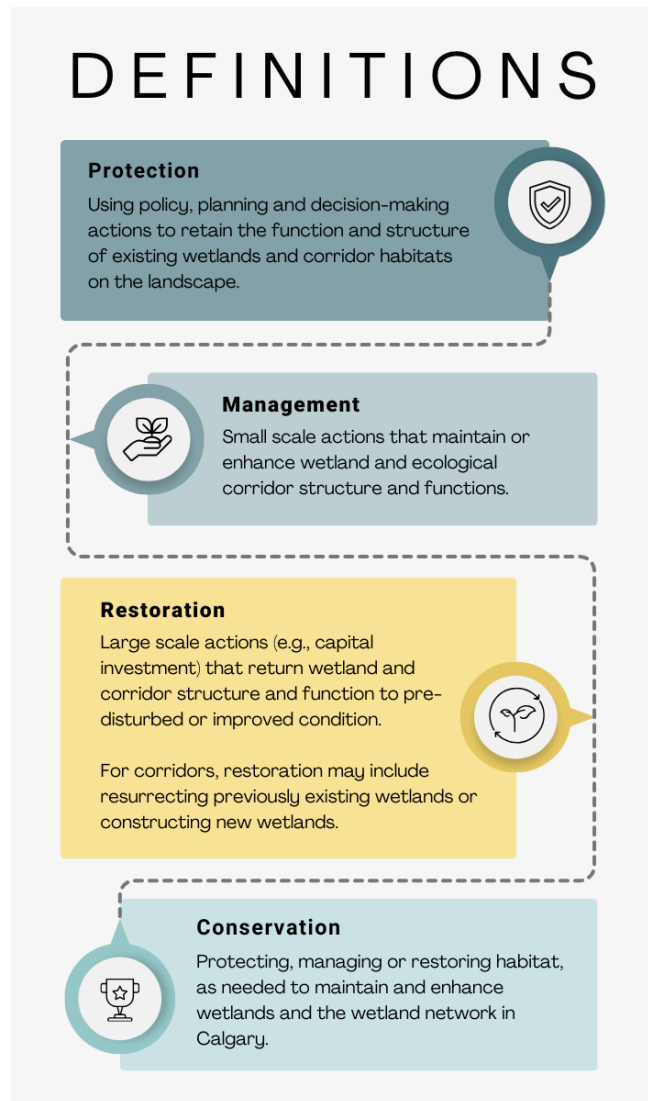 DEFINITIONS
Protection
Using policy, planning and decision-making
actions to retain the function and structure
of existing wetlands and corridor habitats
on the landscape.
Management
Small scale actions that maintain or
enhance wetland and ecological
corridor structure and functions.
Restoration
Large scale actions (e.g., capital
investment) that return wetland and
corridor structure and function to pre-
disturbed or improved condition.
For corridors, restoration may include
resurrecting previously existing wetlands or
constructing new wetlands.
Conservation
Protecting, managing or restoring habitat,
as needed to maintain and enhance
wetlands and the wetland network in
Calgary.